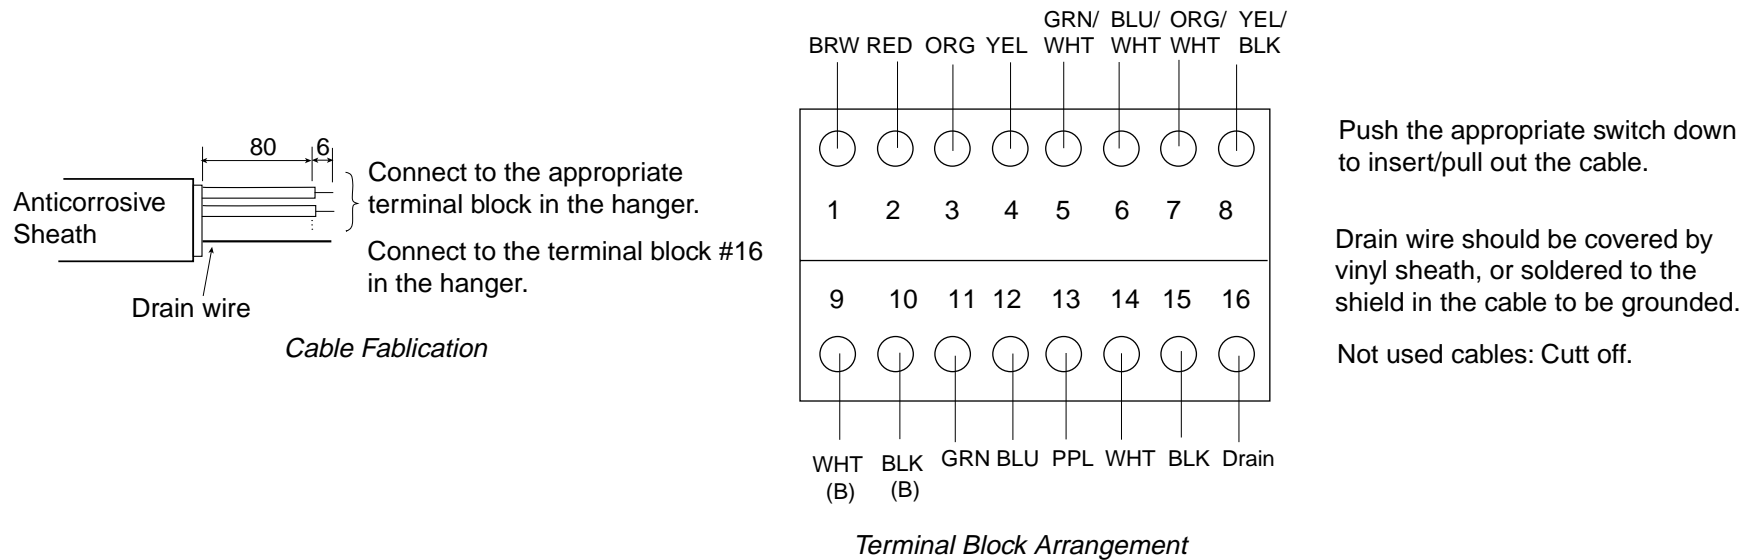 80
6
Anticorrosive
Sheath
Connect to the appropriate
terminal block in the hanger.
Connect to the terminal block #16
in the hanger.
Drain wire
Cable Fablication
GRN/ BLU/ ORG/ YEL/
BRW RED ORG YEL WHT WHT WHT BLK
1 2 3 4 5 6 7 8
9 10 11 12 13 14 15 16
WHT BLK GRN BLU PPL WHT BLK Drain
(B) (B)
Terminal Block Arrangement
Push the appropriate switch down
to insert/pull out the cable.
Drain wire should be covered by
vinyl sheath, or soldered to the
shield in the cable to be grounded.
Not used cables: Cutt off.